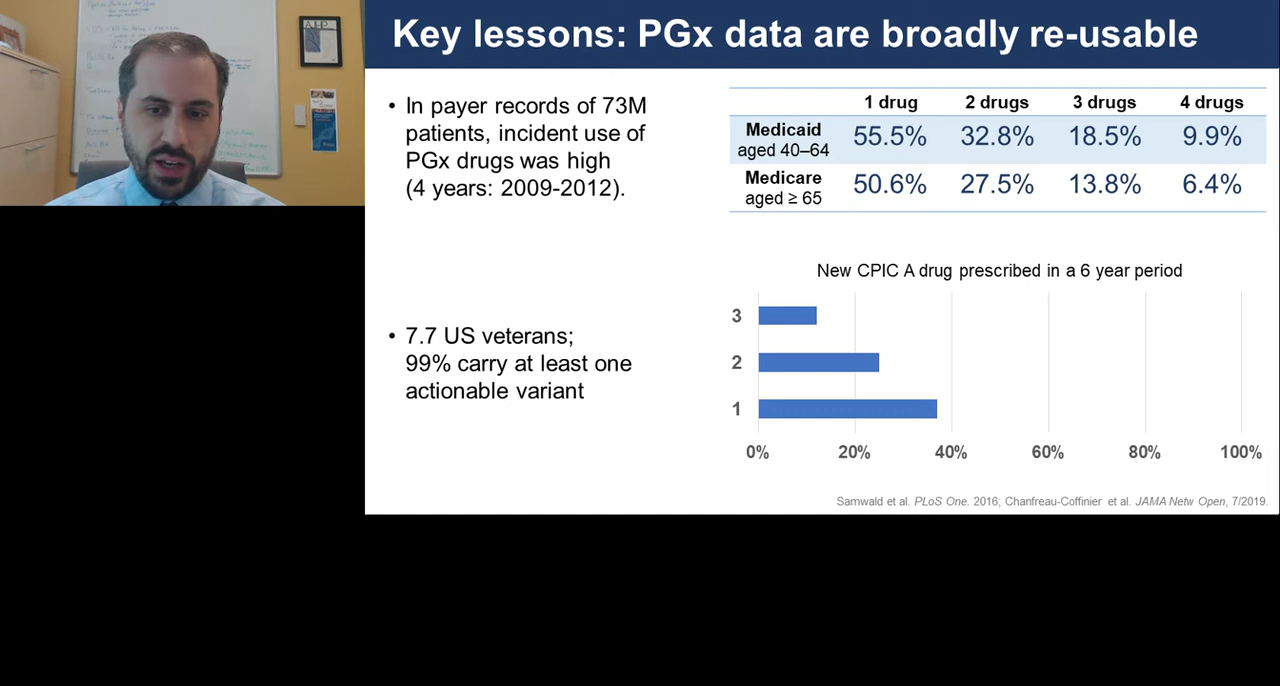 Key lessons: PGx data are broadly re-usable
• In payer records of 73M
patients, incident use of
PGx drugs was high
(4 years: 2009-2012).
1 drug 2 drugs 3 drugs 4 drugs
Medicaid
aged 40–64
55.5% 32.8% 18.5% 9.9%
Medicare
aged ≥ 65
50.6% 27.5% 13.8% 6.4%
• 7.7 US veterans;
99% carry at least one
actionable variant
New CPIC A drug prescribed in a 6 year period
3
2
1
0% 20% 40% 60% 80% 100%
Samwald et al. PLoS One. 2016; Chanfreau-Coffinier et al. JAMA Netw Open, 7/2019.